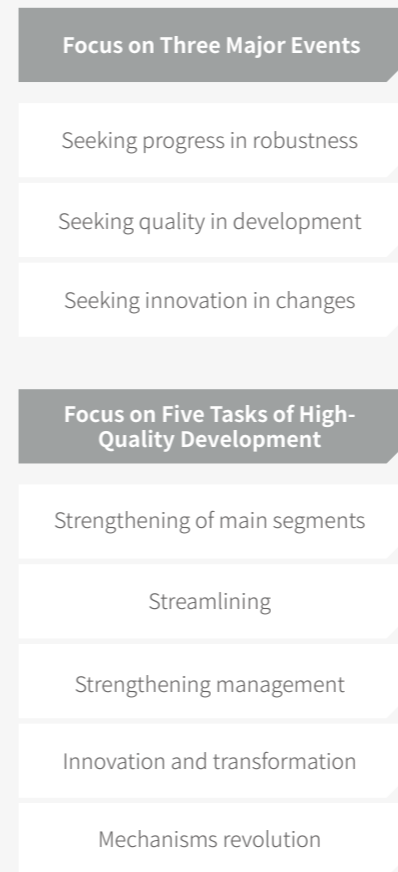 Focus on Three Major Events
Seeking progress in robustness
Seeking quality in development
Seeking innovation in changes
Focus on Five Tasks of High-
Quality Development
Strengthening of main segments
Streamlining
Strengthening management
Innovation and transformation
Mechanisms revolution